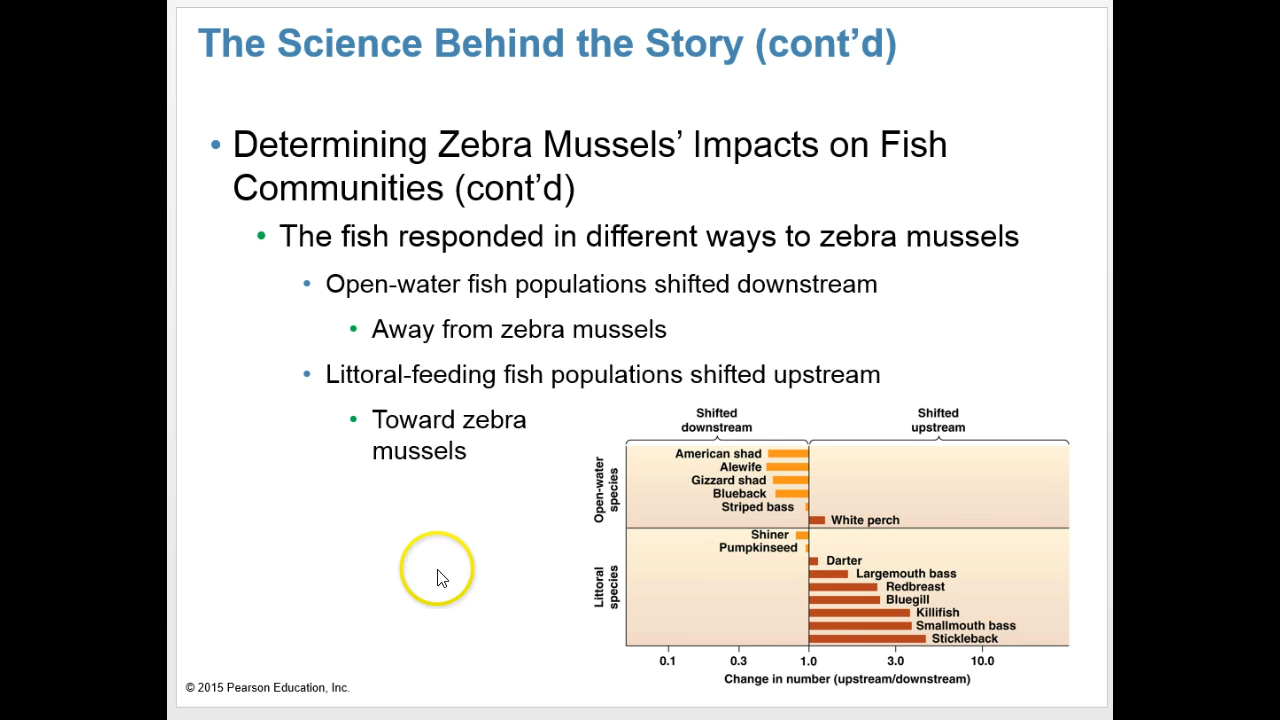 The Science Behind the Story (cont’d)
• Determining Zebra Mussels’ Impacts on Fish
Communities (cont’d)
• The fish responded in different ways to zebra mussels
• Open-water fish populations shifted downstream
• Away from zebra mussels
• Littoral-feeding fish populations shifted upstream
• Toward zebra
mussels
Shifted
downstream
Shifted
upstream
Open-water
species
American shad
Alewife
Gizzard shad
Blueback
Striped bass
White perch
Littoral
species
Shiner
Pumpkinseed
Darter
Largemouth bass
Redbreast
Bluegill
Killifish
Smallmouth bass
Stickleback
0.1 0.3 1.0 3.0 10.0
Change in number (upstream/downstream)
© 2015 Pearson Education, Inc.